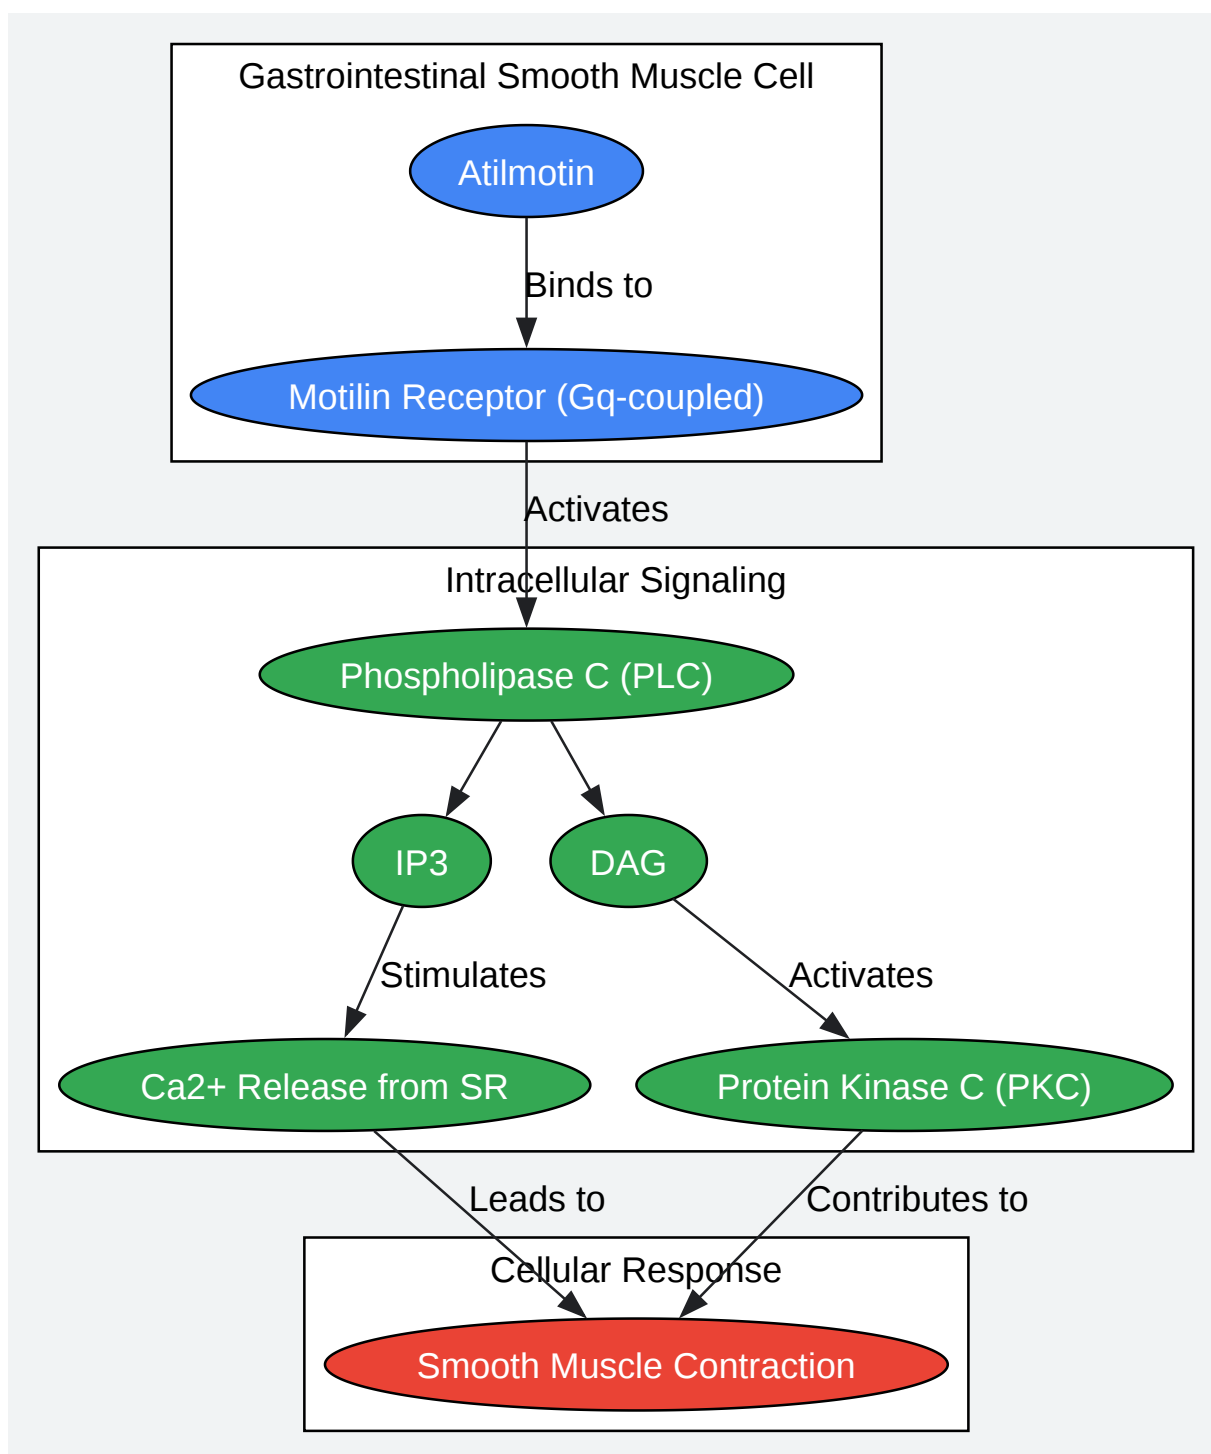 Gastrointestinal Smooth Muscle Cell
Atilmotin
Binds to
Motilin Receptor (Gq-coupled)
Activates
Intracellular Signaling
Phospholipase C (PLC)
IP3
DAG
Stimulates
Activates
Ca2+ Release from SR
Protein Kinase C (PKC)
Leads to
Contributes to
Cellular Response
Smooth Muscle Contraction